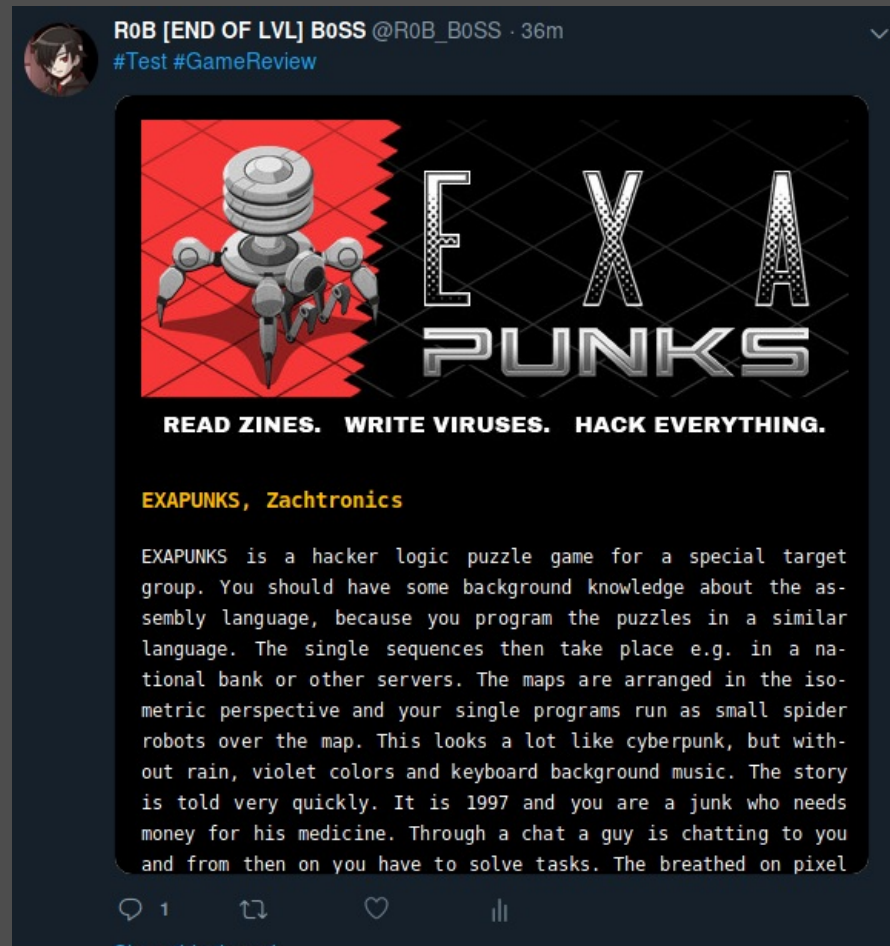 R0B [END OF LVL] B0SS @R0B_B0SS · 36m
#Test #GameReview
EXA
PUNKS
READ ZINES. WRITE VIRUSES. HACK EVERYTHING.
EXAPUNKS, Zachtronics
EXAPUNKS is a hacker logic puzzle game for a special target
group. You should have some background knowledge about the as-
sembly language, because you program the puzzles in a similar
language. The single sequences then take place e.g. in a na-
tional bank or other servers. The maps are arranged in the iso-
metric perspective and your single programs run as small spider
robots over the map. This looks a lot like cyberpunk, but with-
out rain, violet colors and keyboard background music. The story
is told very quickly. It is 1997 and you are a junk who needs
money for his medicine. Through a chat a guy is chatting to you
and from then on you have to solve tasks. The breathed on pixel
1